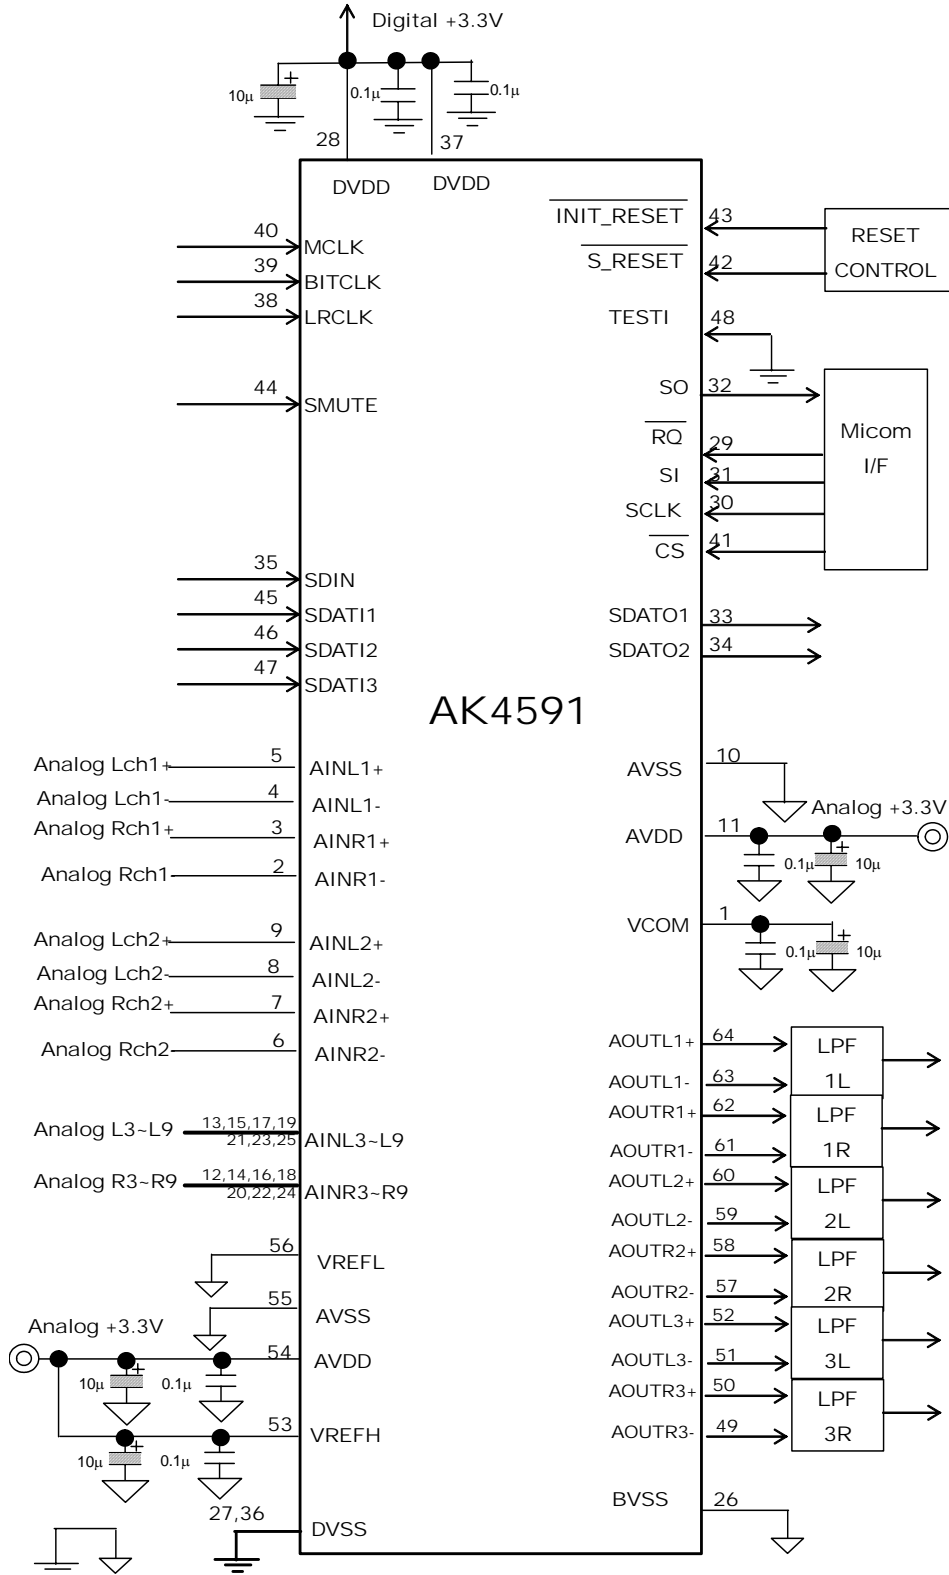 Digital +3.3V
10μ
+
0.1μ
0.1μ
28
37
DVDD
DVDD
INIT_RESET
43
S_RESET
42
RESET
CONTROL
40
MCLK
39
BITCLK
38
LRCLK
TESTI
48
44
SMUTE
SO
32
RQ
29
SI
31
SCLK
30
CS
41
Micom
I/F
35
SDIN
45
SDATI1
46
SDATI2
47
SDATI3
SDATO1
33
SDATO2
34
AK4591
Analog Lch1+
5
AINL1+
Analog Lch1-
4
AINL1-
Analog Rch1+
3
AINR1+
Analog Rch1-
2
AINR1-
AVSS
10
Analog +3.3V
AVDD
11
0.1μ
+
10μ
VCOM
1
0.1μ
+
10μ
Analog Lch2+
9
AINL2+
Analog Lch2-
8
AINL2-
Analog Rch2+
7
AINR2+
Analog Rch2-
6
AINR2-
Analog L3~L9
13,15,17,19
21,23,25
AINL3~L9
Analog R3~R9
12,14,16,18
20,22,24
AINR3~R9
AOUTL1+
64
AOUTL1-
63
LPF
1L
AOUTR1+
62
AOUTR1-
61
LPF
1R
AOUTL2+
60
AOUTL2-
59
LPF
2L
AOUTR2+
58
AOUTR2-
57
LPF
2R
AOUTL3+
52
AOUTL3-
51
LPF
3L
AOUTR3+
50
AOUTR3-
49
LPF
3R
56
VREFL
55
AVSS
Analog +3.3V
54
AVDD
10μ
+
0.1μ
53
VREFH
10μ
+
0.1μ
27,36
DVSS
BVSS
26